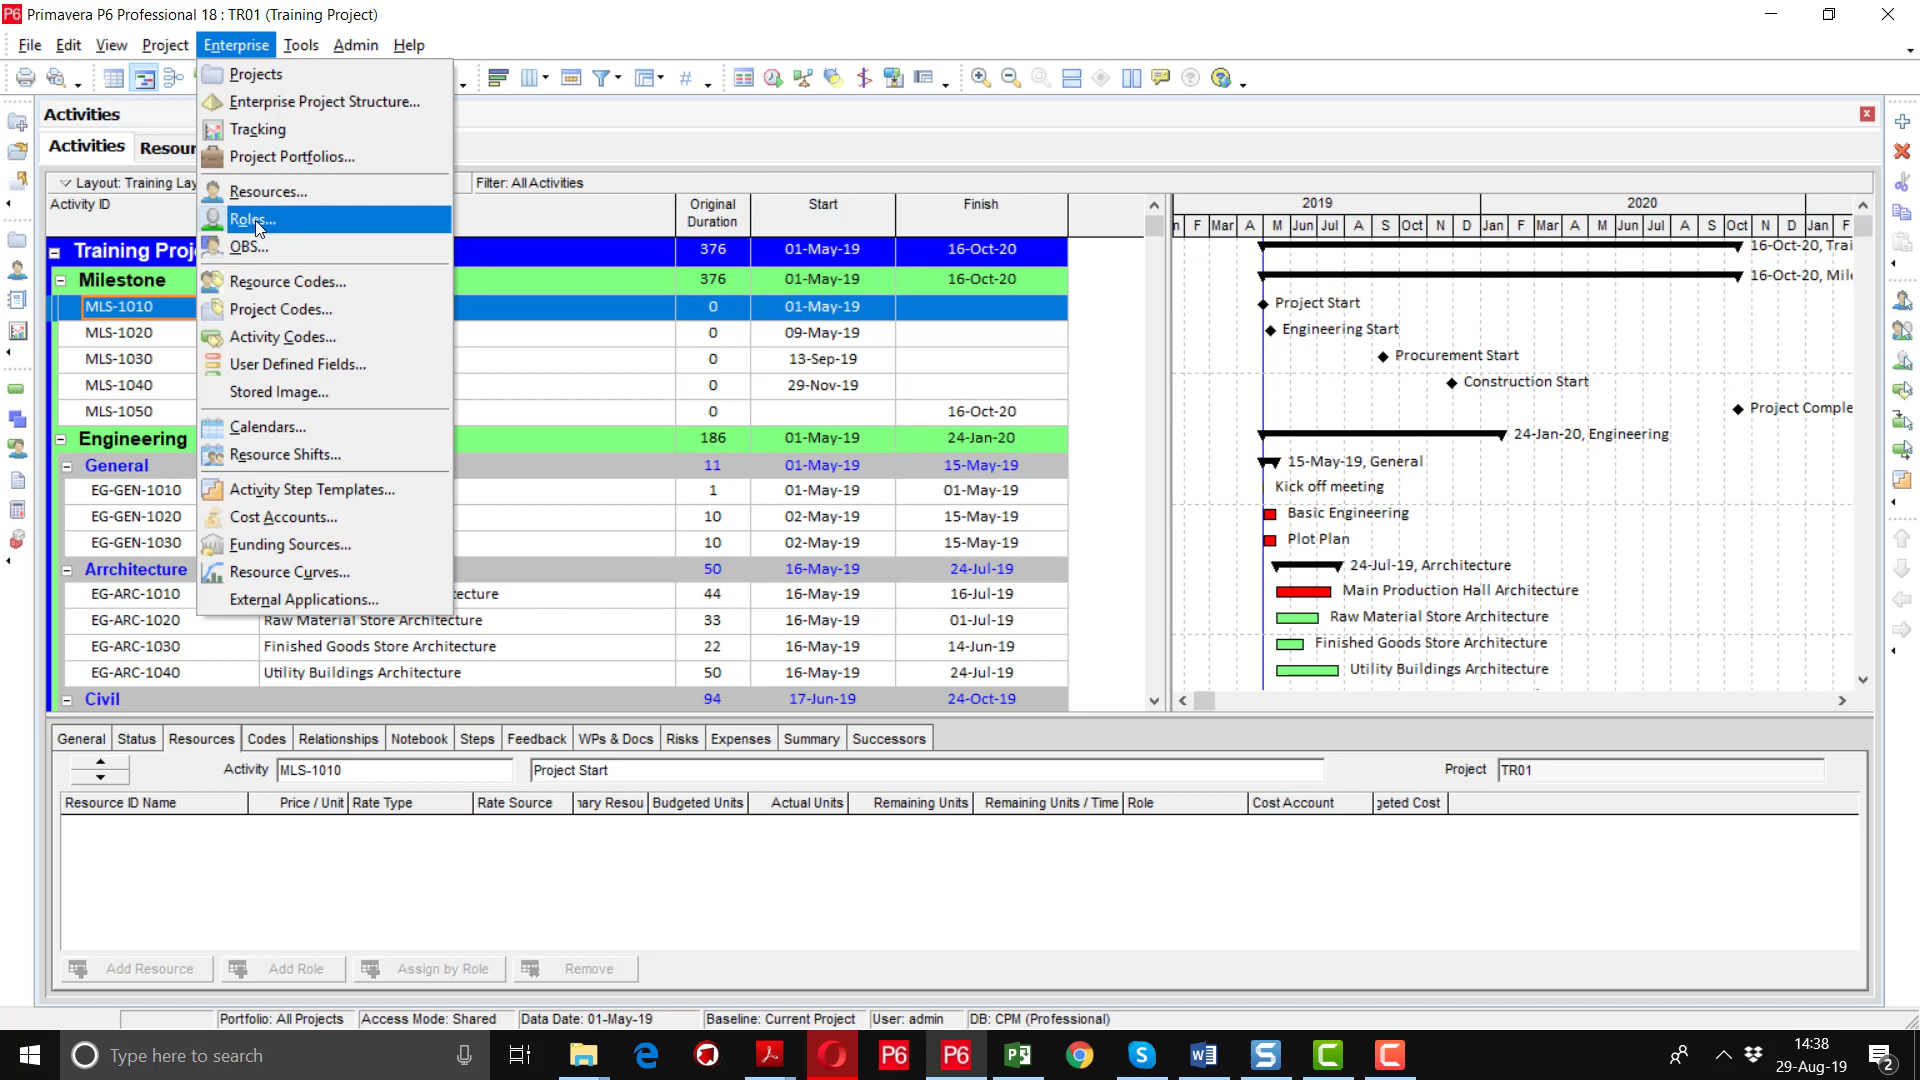 P6 Primavera P6 Professional 18 : TR01 (Training Project)
File Edit View Project Enterprise Tools Admin Help
Projects
Enterprise Project Structure...
Tracking
Project Portfolios...
Resources...
Roles...
OBS...
Resource Codes...
Project Codes...
Activity Codes...
User Defined Fields...
Stored Image...
Calendars...
Resource Shifts...
Activity Step Templates...
Cost Accounts...
Funding Sources...
Resource Curves...
External Applications...
Activities
Activities Resour
Layout: Training Lay Filter: All Activities
Activity ID Original Duration Start Finish
Training Proj 376 01-May-19 16-Oct-20
Milestone 376 01-May-19 16-Oct-20
MLS-1010 0 01-May-19
MLS-1020 0 09-May-19
MLS-1030 0 13-Sep-19
MLS-1040 0 29-Nov-19
MLS-1050 0 16-Oct-20
Engineering 186 01-May-19 24-Jan-20
General 11 01-May-19 15-May-19
EG-GEN-1010 1 01-May-19 01-May-19
EG-GEN-1020 10 02-May-19 15-May-19
EG-GEN-1030 10 02-May-19 15-May-19
Arrchitecture 50 16-May-19 24-Jul-19
EG-ARC-1010 ecture 44 16-May-19 16-Jul-19
EG-ARC-1020 Raw Material Store Architecture 33 16-May-19 01-Jul-19
EG-ARC-1030 Finished Goods Store Architecture 22 16-May-19 14-Jun-19
EG-ARC-1040 Utility Buildings Architecture 50 16-May-19 24-Jul-19
Civil 94 17-Jun-19 24-Oct-19
2019 2020
n F Mar A M Jun Jul A S Oct N D Jan F Mar A M Jun Jul A S Oct N D Jan F
16-Oct-20, Trai
16-Oct-20, Mile
Project Start
Engineering Start
Procurement Start
Construction Start
Project Comple
24-Jan-20, Engineering
15-May-19, General
Kick off meeting
Basic Engineering
Plot Plan
24-Jul-19, Arrchitecture
Main Production Hall Architecture
Raw Material Store Architecture
Finished Goods Store Architecture
Utility Buildings Architecture
General Status Resources Codes Relationships Notebook Steps Feedback WPs & Docs Risks Expenses Summary Successors
Activity MLS-1010 Project Start Project TR01
Resource ID Name Price / Unit Rate Type Rate Source nary Resou Budgeted Units Actual Units Remaining Units Remaining Units / Time Role Cost Account geted Cost
Add Resource Add Role Assign by Role Remove
Portfolio: All Projects Access Mode: Shared Data Date: 01-May-19 Baseline: Current Project User: admin DB: CPM (Professional)
Type here to search
P6 P6
14:38
29-Aug-19
2